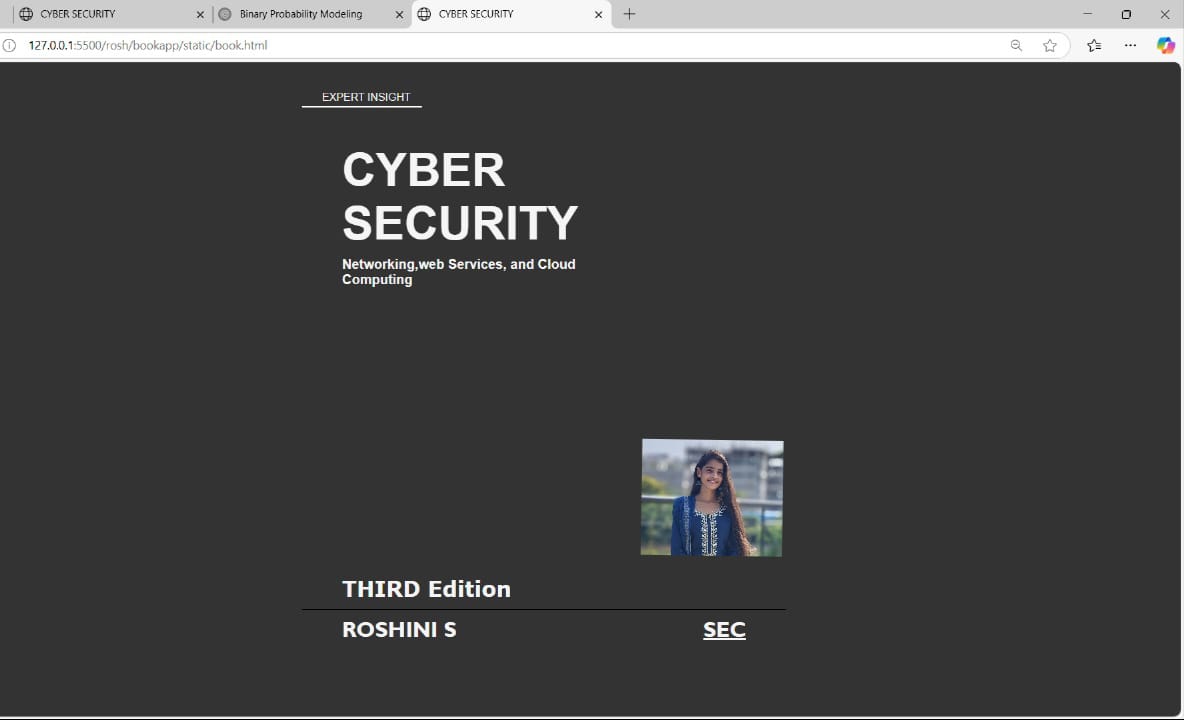 CYBER SECURITY
Binary Probability Modeling
CYBER SECURITY
127.0.0.1:5500/rosh/bookapp/static/book.html
EXPERT INSIGHT
CYBER
SECURITY
Networking,web Services, and Cloud
Computing
THIRD Edition
ROSHINI S SEC